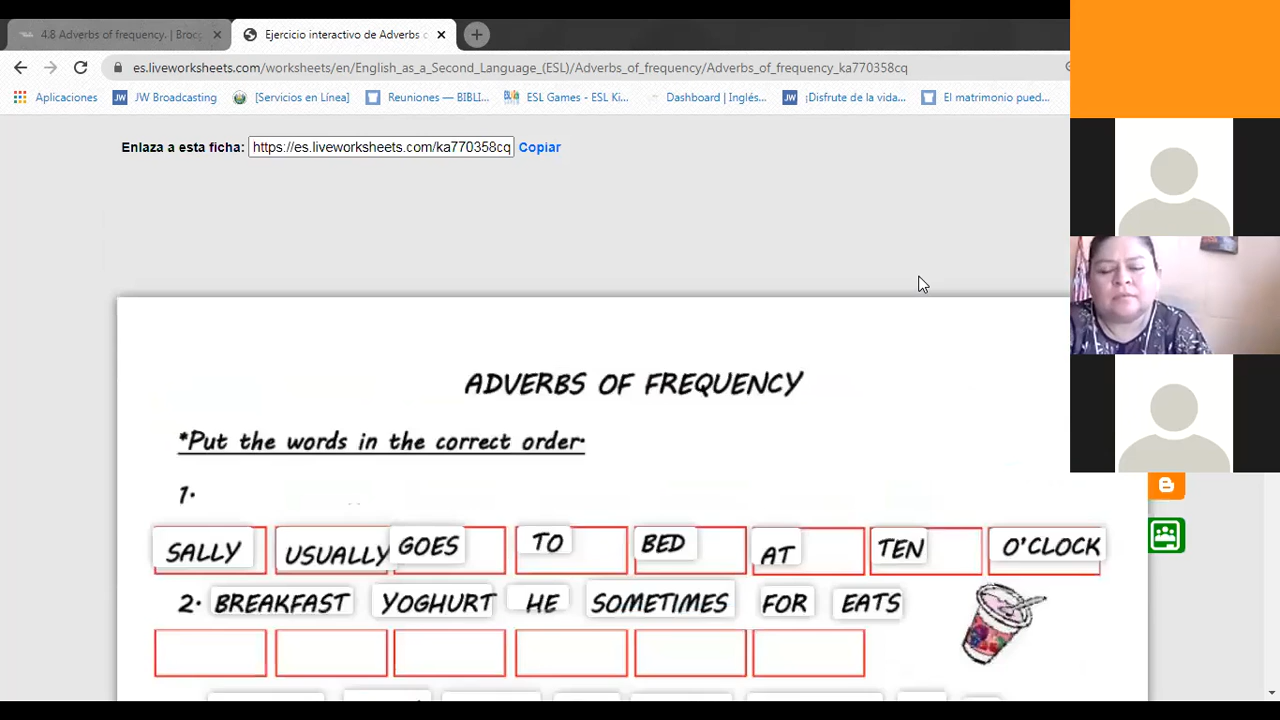 4.8 Adverbs of frequency. | Broc
Ejercicio interactivo de Adverbs
es.liveworksheets.com/worksheets/en/English_as_a_Second_Language_(ESL)/Adverbs_of_frequency/Adverbs_of_frequency_ka770358cq
Aplicaciones JW Broadcasting [Servicios en Línea] Reuniones — BIBLI... ESL Games - ESL Ki... Dashboard | Inglés,... ¡Disfrute de la vida... El matrimonio pued...
Enlaza a esta ficha: https://es.liveworksheets.com/ka770358cq Copiar
ADVERBS OF FREQUENCY
*Put the words in the correct order.
1.
SALLY USUALLY GOES TO BED AT TEN O'CLOCK
2. BREAKFAST YOGHURT HE SOMETIMES FOR EATS